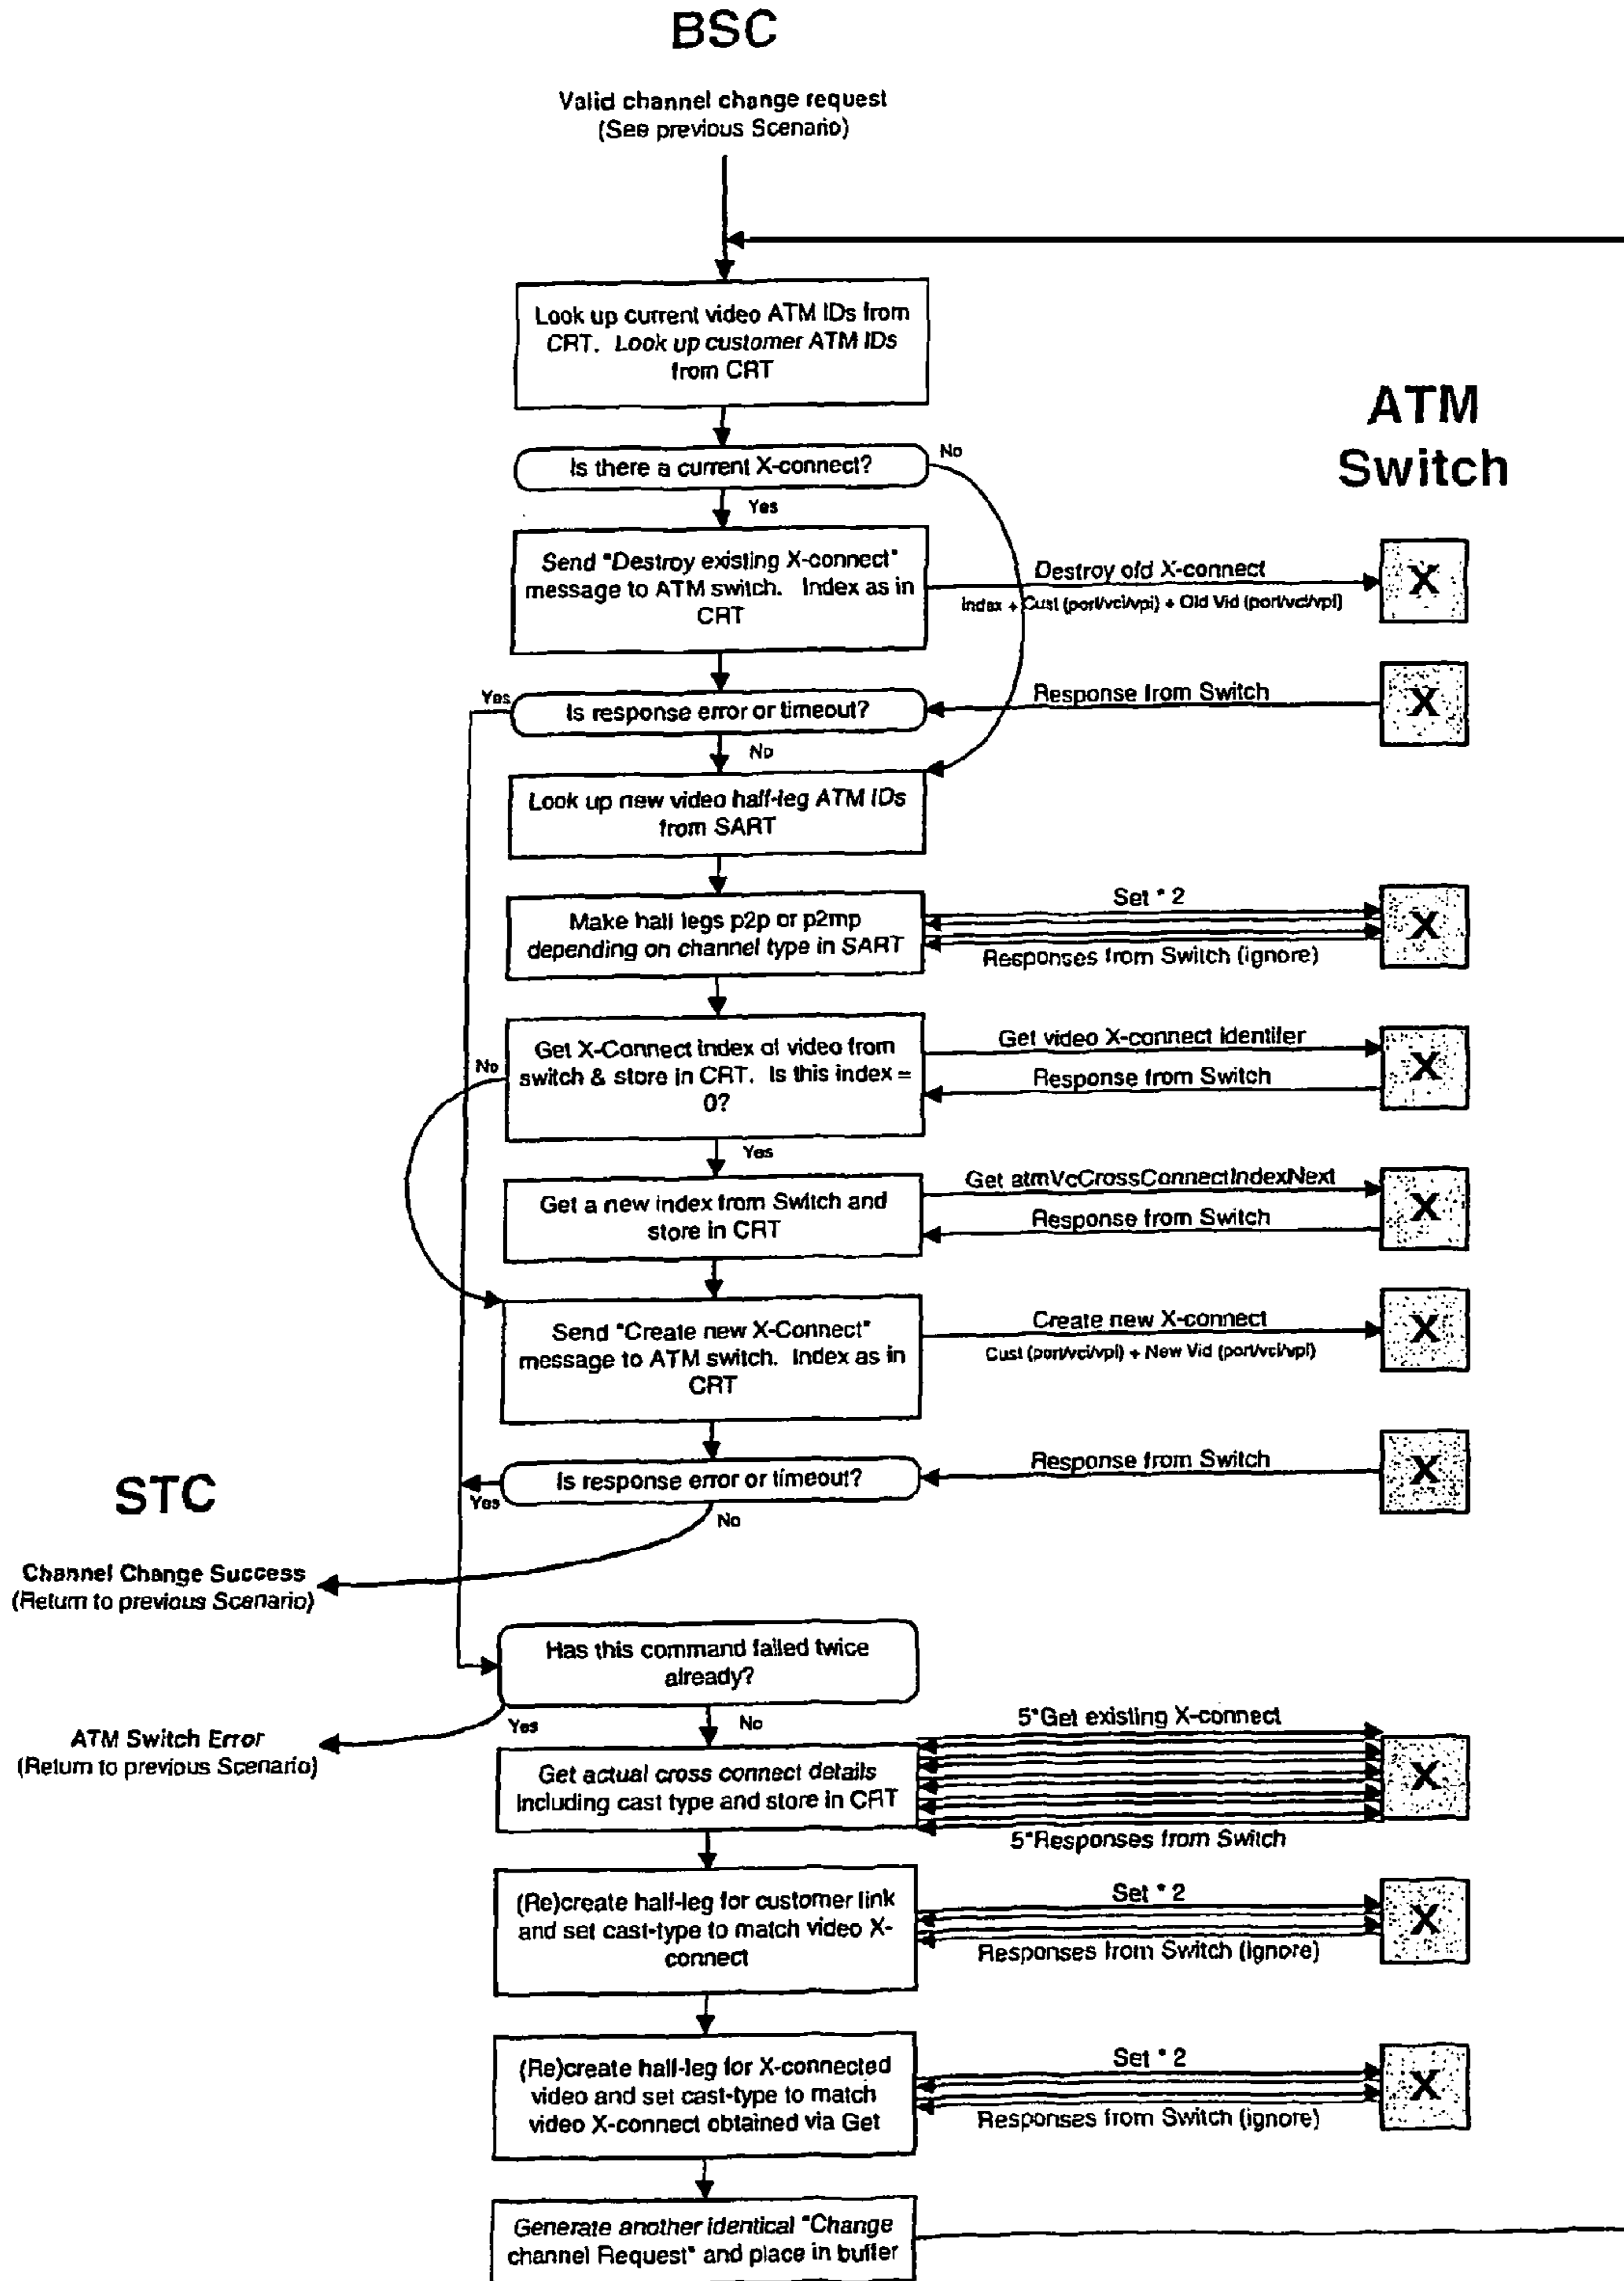 BSC
Valid channel change request
(See previous Scenario)
Look up current video ATM IDs from
CRT. Look up customer ATM IDs
from CRT
ATM
Switch
Is there a current X-connect?
No
Yes
Send "Destroy existing X-connect"
message to ATM switch. Index as in
CRT
Destroy old X-connect
Index + Cust (port/vci/vpi) + Old Vid (port/vci/vpi)
X
Yes
Is response error or timeout?
Response from Switch
X
No
Look up new video half-leg ATM IDs
from SART
Make half legs p2p or p2mp
depending on channel type in SART
Set * 2
Responses from Switch (ignore)
X
Get X-Connect index of video from
switch & store in CRT. Is this index =
0?
No
Get video X-connect identifer
Response from Switch
X
Yes
Get a new index from Switch and
store in CRT
Get atmVcCrossConnectIndexNext
Response from Switch
X
Send "Create new X-Connect"
message to ATM switch. Index as in
CRT
Create new X-connect
Cust (port/vci/vpi) + New Vid (port/vci/vpi)
X
Is response error or timeout?
Response from Switch
X
Yes
No
STC
Channel Change Success
(Return to previous Scenario)
Has this command failed twice
already?
Yes
No
ATM Switch Error
(Return to previous Scenario)
Get actual cross connect details
including cast type and store in CRT
5*Get existing X-connect
5*Responses from Switch
X
(Re)create half-leg for customer link
and set cast-type to match video X-
connect
Set * 2
Responses from Switch (ignore)
X
(Re)create half-leg for X-connected
video and set cast-type to match
video X-connect obtained via Get
Set * 2
Responses from Switch (ignore)
X
Generate another identical "Change
channel Request" and place in buffer